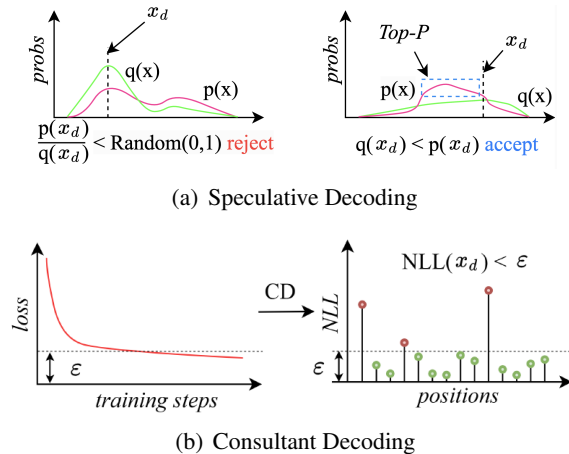 probs
x_d
q(x)
p(x)
p(x_d)
q(x_d) < Random(0,1) reject
probs
Top-P
x_d
p(x)
q(x)
q(x_d) < p(x_d) accept
(a) Speculative Decoding
loss
ε
training steps
CD
NLL
NLL(x_d) < ε
ε
positions
(b) Consultant Decoding